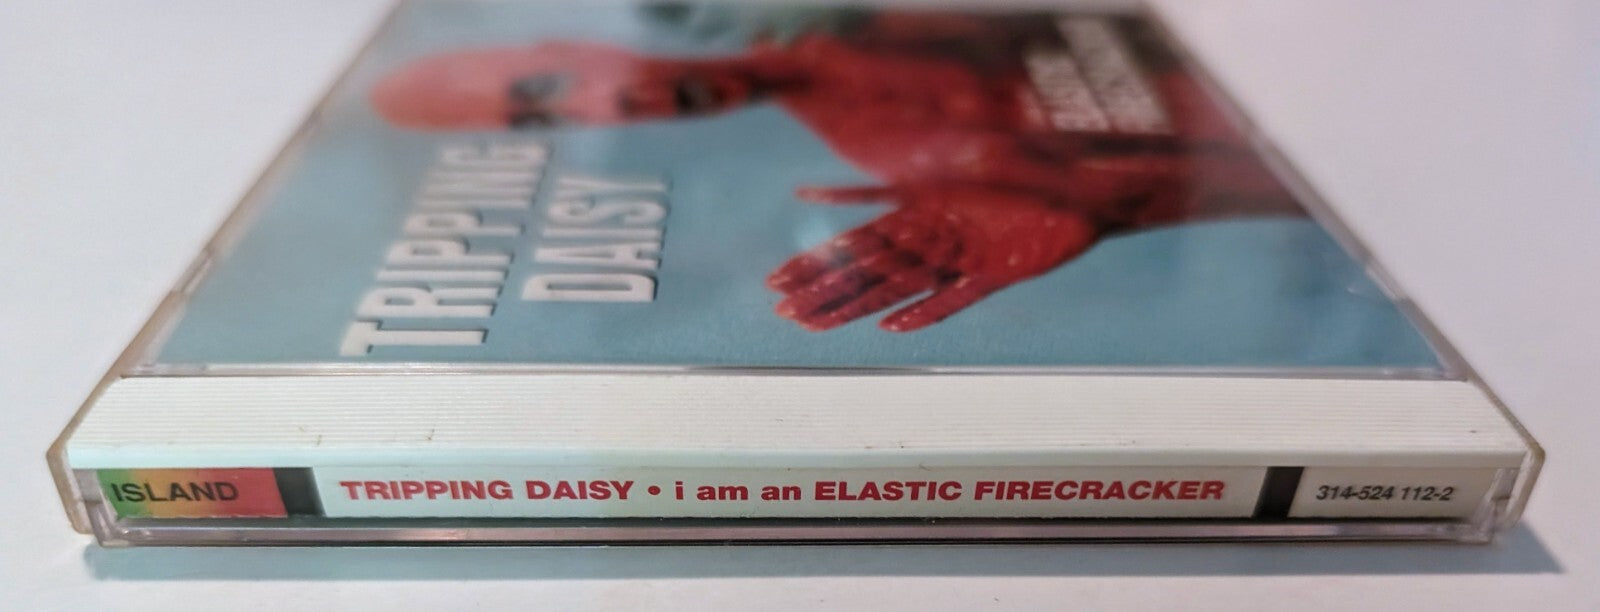 TRIPPING
DAISY
ISLAND
TRIPPING DAISY • i am an ELASTIC FIRECRACKER
314-524 112-2